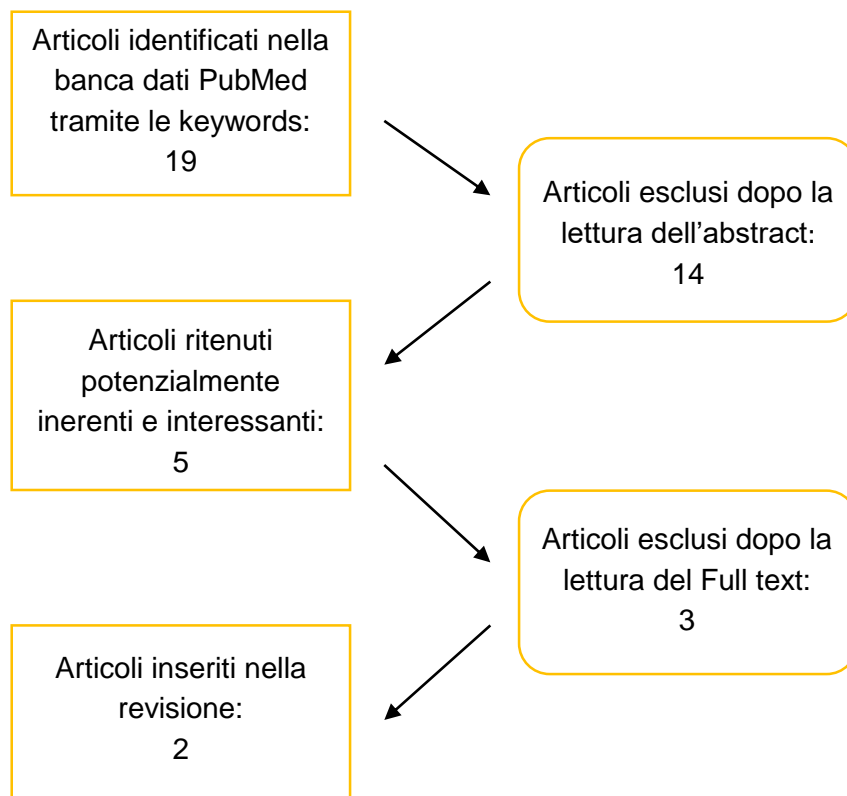 Articoli identificati nella
banca dati PubMed
tramite le keywords:
19
Articoli esclusi dopo la
lettura dell’abstract:
14
Articoli ritenuti
potenzialmente
inerenti e interessanti:
5
Articoli esclusi dopo la
lettura del Full text:
3
Articoli inseriti nella
revisione:
2